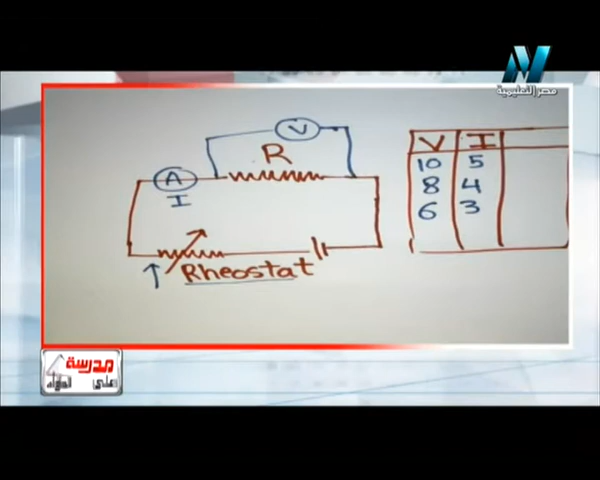 مصر التعليمية
V
R
A
I
Rheostat
V I
10 5
8 4
6 3
مدرسة
على الهواء